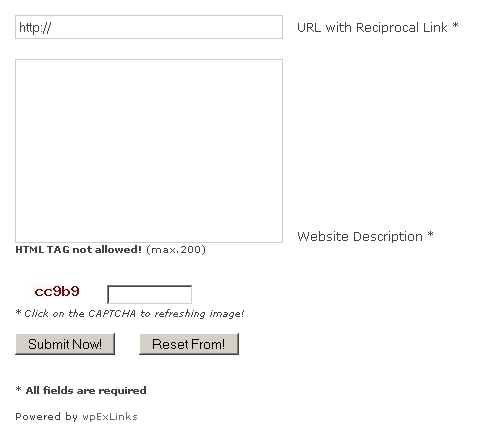 http:// URL with Reciprocal Link *
Website Description *
HTML TAG not allowed! (max.200)
cc9b9
* Click on the CAPTCHA to refreshing image!
Submit Now! Reset From!
* All fields are required
Powered by wpExLinks